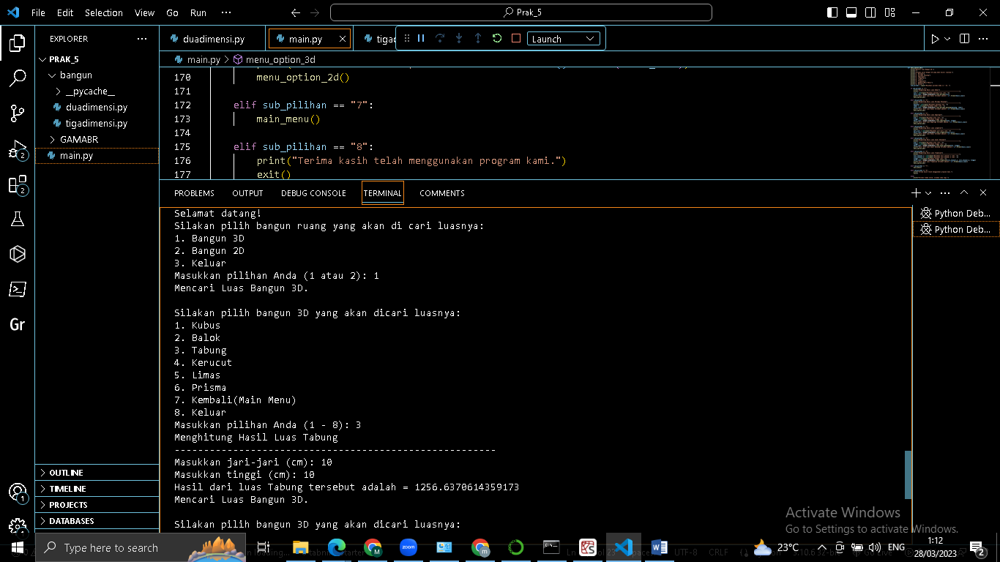 File Edit Selection View Go Run ···
Prak_5
EXPLORER ···
PRAK_5
bangun
__pycache__
duadimensi.py
tigadimensi.py
GAMABR
main.py
OUTLINE
TIMELINE
PROJECTS
DATABASES
2
2
Gr
1
duadimensi.py
main.py
Launch
main.py > menu_option_3d
170 menu_option_2d()
171
172 elif sub_pilihan == "7":
173 main_menu()
174
175 elif sub_pilihan == "8":
176 print("Terima kasih telah menggunakan program kami.")
177 exit()
PROBLEMS OUTPUT DEBUG CONSOLE TERMINAL COMMENTS
Python Deb...
Python Deb...
Selamat datang!
Silakan pilih bangun ruang yang akan di cari luasnya:
1. Bangun 3D
2. Bangun 2D
3. Keluar
Masukkan pilihan Anda (1 atau 2): 1
Mencari Luas Bangun 3D.
Silakan pilih bangun 3D yang akan dicari luasnya:
1. Kubus
2. Balok
3. Tabung
4. Kerucut
5. Limas
6. Prisma
7. Kembali(Main Menu)
8. Keluar
Masukkan pilihan Anda (1 - 8): 3
Menghitung Hasil Luas Tabung
-------------------------------------------------------
Masukkan jari-jari (cm): 10
Masukkan tinggi (cm): 10
Hasil dari luas Tabung tersebut adalah = 1256.6370614359173
Mencari Luas Bangun 3D.
Silakan pilih bangun 3D yang akan dicari luasnya:
Activate Windows
Go to Settings to activate Windows.
Type here to search
zoom
23°C
ENG
1:12
28/03/2023
2